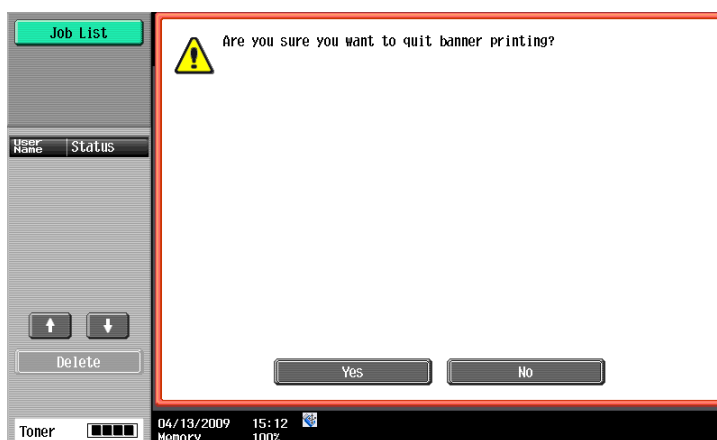 Job List
Are you sure you want to quit banner printing?
User Name Status
Delete
Yes No
Toner
04/13/2009 15:12
Memory 100%